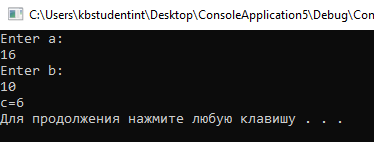 C:\Users\kbstudentint\Desktop\ConsoleApplication5\Debug\Con
Enter a:
16
Enter b:
10
c=6
Для продолжения нажмите любую клавишу . . .